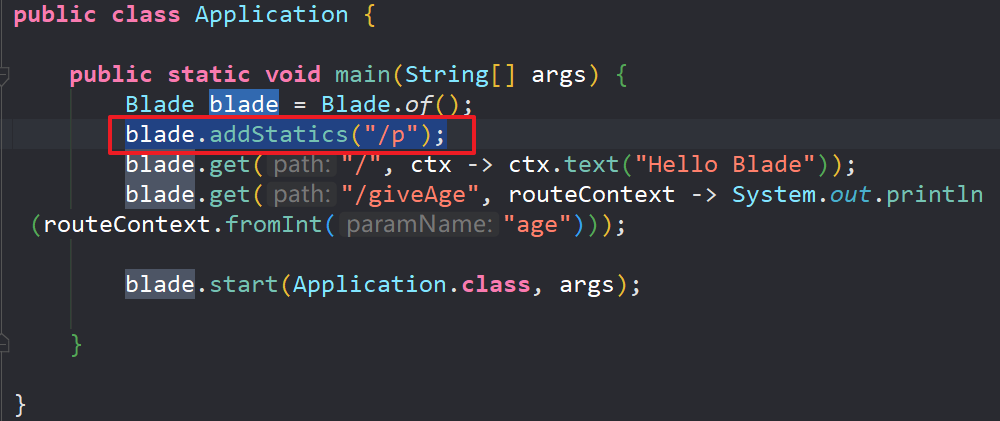 public class Application {
public static void main(String[] args) {
Blade blade = Blade.of();
blade.addStatics("/p");
blade.get( path: "/", ctx -> ctx.text("Hello Blade"));
blade.get( path: "/giveAge", routeContext -> System.out.println
(routeContext.fromInt( paramName: "age")));
blade.start(Application.class, args);
}
}